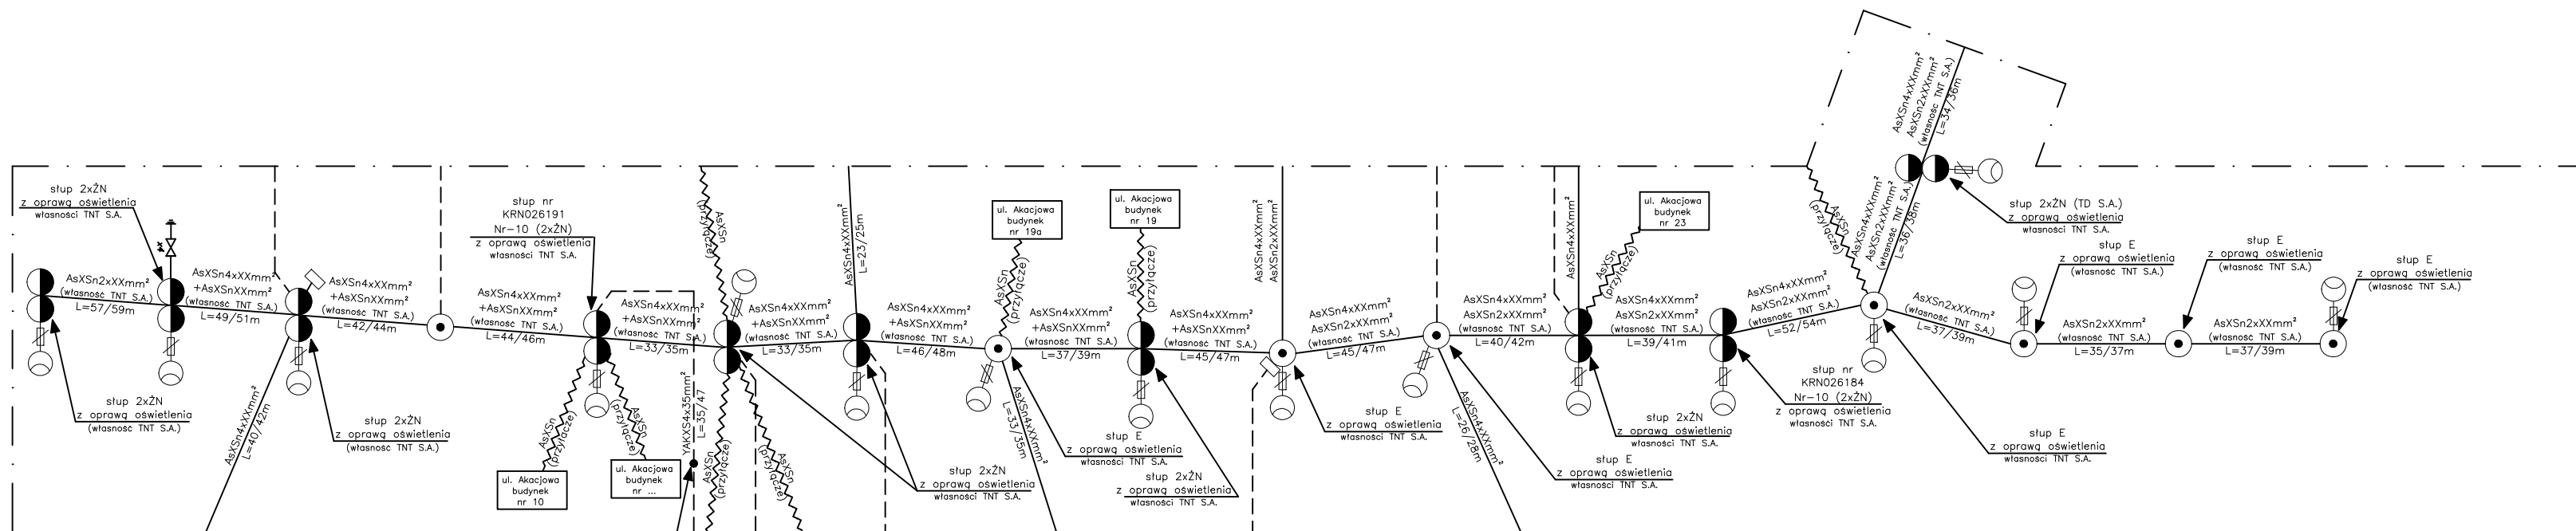 słup 2xŻN
z oprawą oświetlenia
własności TNT S.A.
AsXSn2xXXmm²
(własność TNT S.A.)
L=57/59m
AsXSn4xXXmm²
+AsXSnXXmm²
(własność TNT S.A.)
L=49/51m
AsXSn4xXXmm²
+AsXSnXXmm²
(własność TNT S.A.)
L=42/44m
słup 2xŻN
z oprawą oświetlenia
(własność TNT S.A.)
AsXSn4xXXmm²
L=40/42m
słup 2xŻN
z oprawą oświetlenia
(własność TNT S.A.)
słup nr
KRN026191
Nr-10 (2xŻN)
z oprawą oświetlenia
własności TNT S.A.
AsXSn4xXXmm²
+AsXSnXXmm²
(własność TNT S.A.)
L=44/46m
AsXSn4xXXmm²
+AsXSnXXmm²
(własność TNT S.A.)
L=33/35m
AsXSn
(przyłącze)
ul. Akacjowa
budynek
nr 10
AsXSn
(przyłącze)
ul. Akacjowa
budynek
nr ...
YAKXS4x35mm²
L=35/47
AsXSn
(przyłącze)
AsXSn
(przyłącze)
AsXSn
(przyłącze)
AsXSn4xXXmm²
+AsXSnXXmm²
(własność TNT S.A.)
L=33/35m
AsXSn4xXXmm²
L=23/25m
słup 2xŻN
z oprawą oświetlenia
własności TNT S.A.
AsXSn4xXXmm²
+AsXSnXXmm²
(własność TNT S.A.)
L=46/48m
ul. Akacjowa
budynek
nr 19a
AsXSn
(przyłącze)
AsXSn4xXXmm²
L=33/35m
AsXSn4xXXmm²
+AsXSnXXmm²
(własność TNT S.A.)
L=37/39m
słup E
z oprawą oświetlenia
własności TNT S.A.
ul. Akacjowa
budynek
nr 19
AsXSn
(przyłącze)
AsXSn4xXXmm²
+AsXSnXXmm²
(własność TNT S.A.)
L=45/47m
słup 2xŻN
z oprawą oświetlenia
własności TNT S.A.
AsXSn4xXXmm²
AsXSn2xXXmm²
AsXSn4xXXmm²
AsXSn2xXXmm²
(własność TNT S.A.)
L=45/47m
słup E
z oprawą oświetlenia
własności TNT S.A.
AsXSn4xXXmm²
AsXSn2xXXmm²
(własność TNT S.A.)
L=40/42m
AsXSn4xXXmm²
L=26/28m
słup E
z oprawą oświetlenia
własności TNT S.A.
AsXSn4xXXmm²
AsXSn
(przyłącze)
ul. Akacjowa
budynek
nr 23
AsXSn4xXXmm²
AsXSn2xXXmm²
(własność TNT S.A.)
L=39/41m
słup 2xŻN
z oprawą oświetlenia
własności TNT S.A.
AsXSn4xXXmm²
AsXSn2xXXmm²
(własność TNT S.A.)
L=52/54m
słup nr
KRN026184
Nr-10 (2xŻN)
z oprawą oświetlenia
własności TNT S.A.
AsXSn
(przyłącze)
AsXSn4xXXmm²
AsXSn2xXXmm²
(własność TNT S.A.)
L=36/38m
AsXSn4xXXmm²
AsXSn2xXXmm²
(własność TNT S.A.)
L=34/36m
słup 2xŻN (TD S.A.)
z oprawą oświetlenia
własności TNT S.A.
AsXSn2xXXmm²
(własność TNT S.A.)
L=37/39m
słup E
z oprawą oświetlenia
własności TNT S.A.
słup E
z oprawą oświetlenia
(własność TNT S.A.)
AsXSn2xXXmm²
(własność TNT S.A.)
L=35/37m
słup E
z oprawą oświetlenia
(własność TNT S.A.)
AsXSn2xXXmm²
(własność TNT S.A.)
L=37/39m
słup E
z oprawą oświetlenia
(własność TNT S.A.)